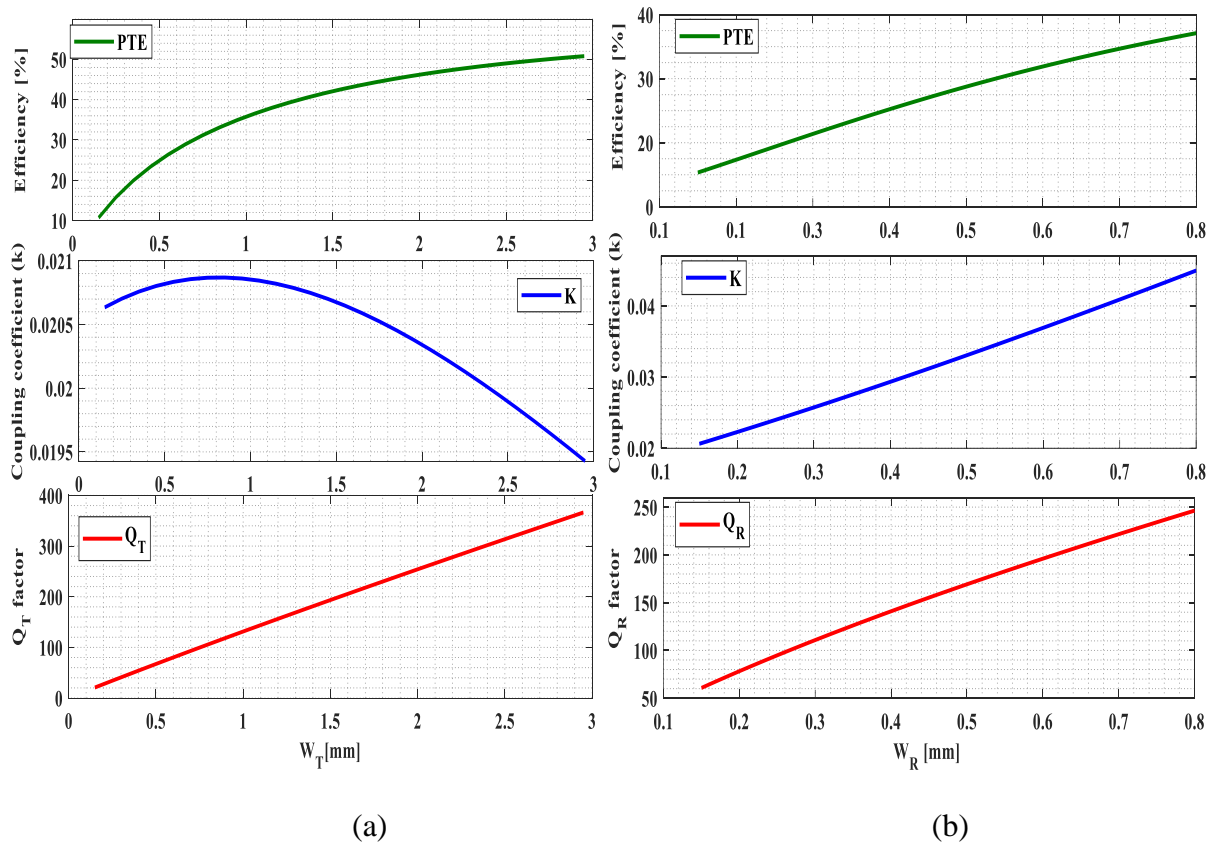 PTE
Efficiency [%]
50
40
30
20
10
0 0.5 1 1.5 2 2.5 3
K
Coupling coefficient (k)
0.021
0.0205
0.02
0.0195
0 0.5 1 1.5 2 2.5 3
Q_T
Q_T factor
400
300
200
100
0
0 0.5 1 1.5 2 2.5 3
W_T[mm]
(a)
PTE
Efficiency [%]
40
30
20
0
0.1 0.1 0.3 0.4 0.5 0.6 0.7 0.8
K
Coupling coefficient (k)
0.04
0.03
0.02
0.1 0.2 0.3 0.4 0.5 0.6 0.7 0.8
Q_R
Q_R factor
250
200
150
100
50
0.1 0.2 0.3 0.4 0.5 0.6 0.7 0.8
W_R [mm]
(b)